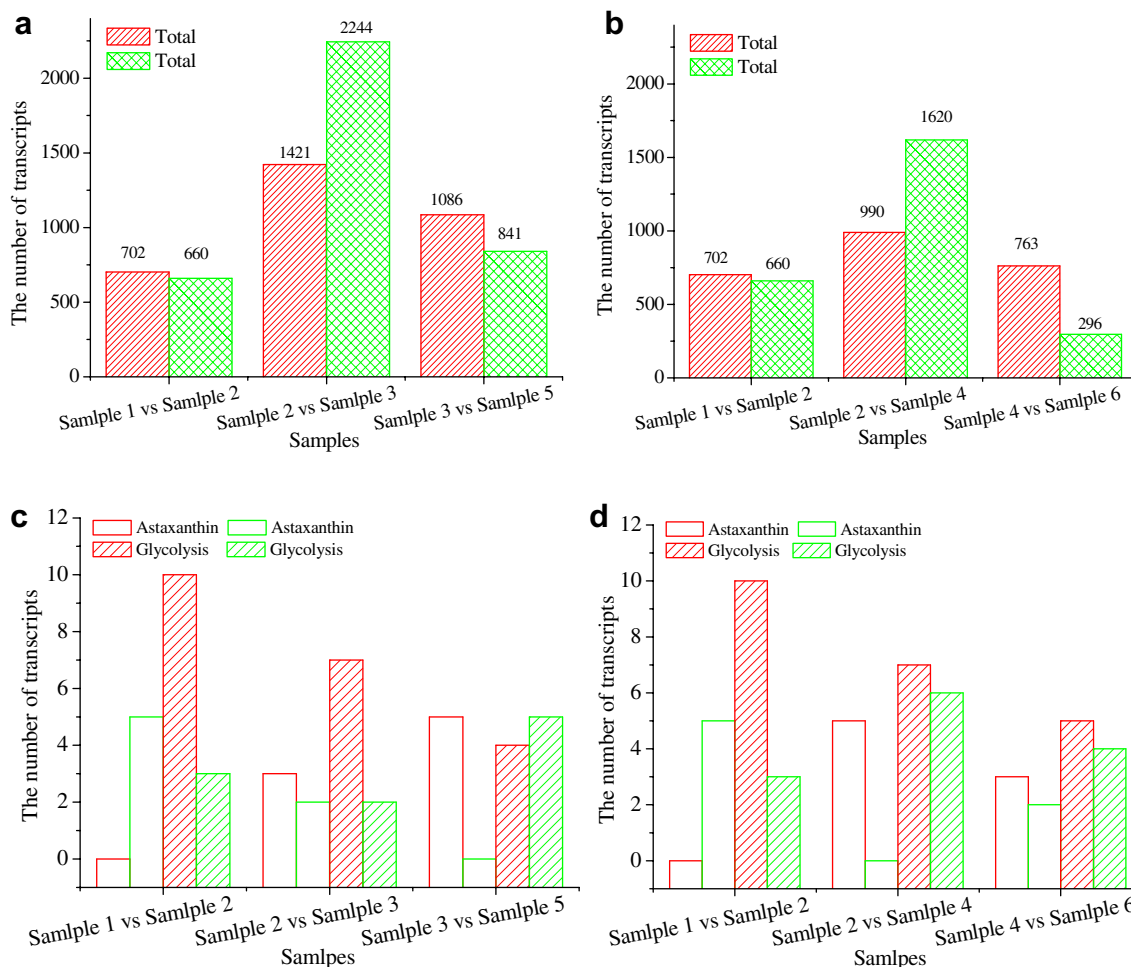 a
Total
Total
2244
1421
1086
841
702
660
2000
1500
1000
500
0
The number of transcripts
Samlple 1 vs Samlple 2
Samlple 2 vs Samlple 3
Samlple 3 vs Samlple 5
Samples
b
Total
Total
1620
990
763
702
660
296
2000
1500
1000
500
0
The number of transcripts
Samlple 1 vs Samlple 2
Samlple 2 vs Samlple 4
Samlple 4 vs Samlple 6
Samples
c
Astaxanthin
Astaxanthin
Glycolysis
Glycolysis
12
10
8
6
4
2
0
The number of transcripts
Samlple 1 vs Samlple 2
Samlple 2 vs Samlple 3
Samlple 3 vs Samlple 5
Samlpes
d
Astaxanthin
Astaxanthin
Glycolysis
Glycolysis
12
10
8
6
4
2
0
The number of transcripts
Samlple 1 vs Samlple 2
Samlple 2 vs Samlple 4
Samlple 4 vs Samlple 6
Samlpes